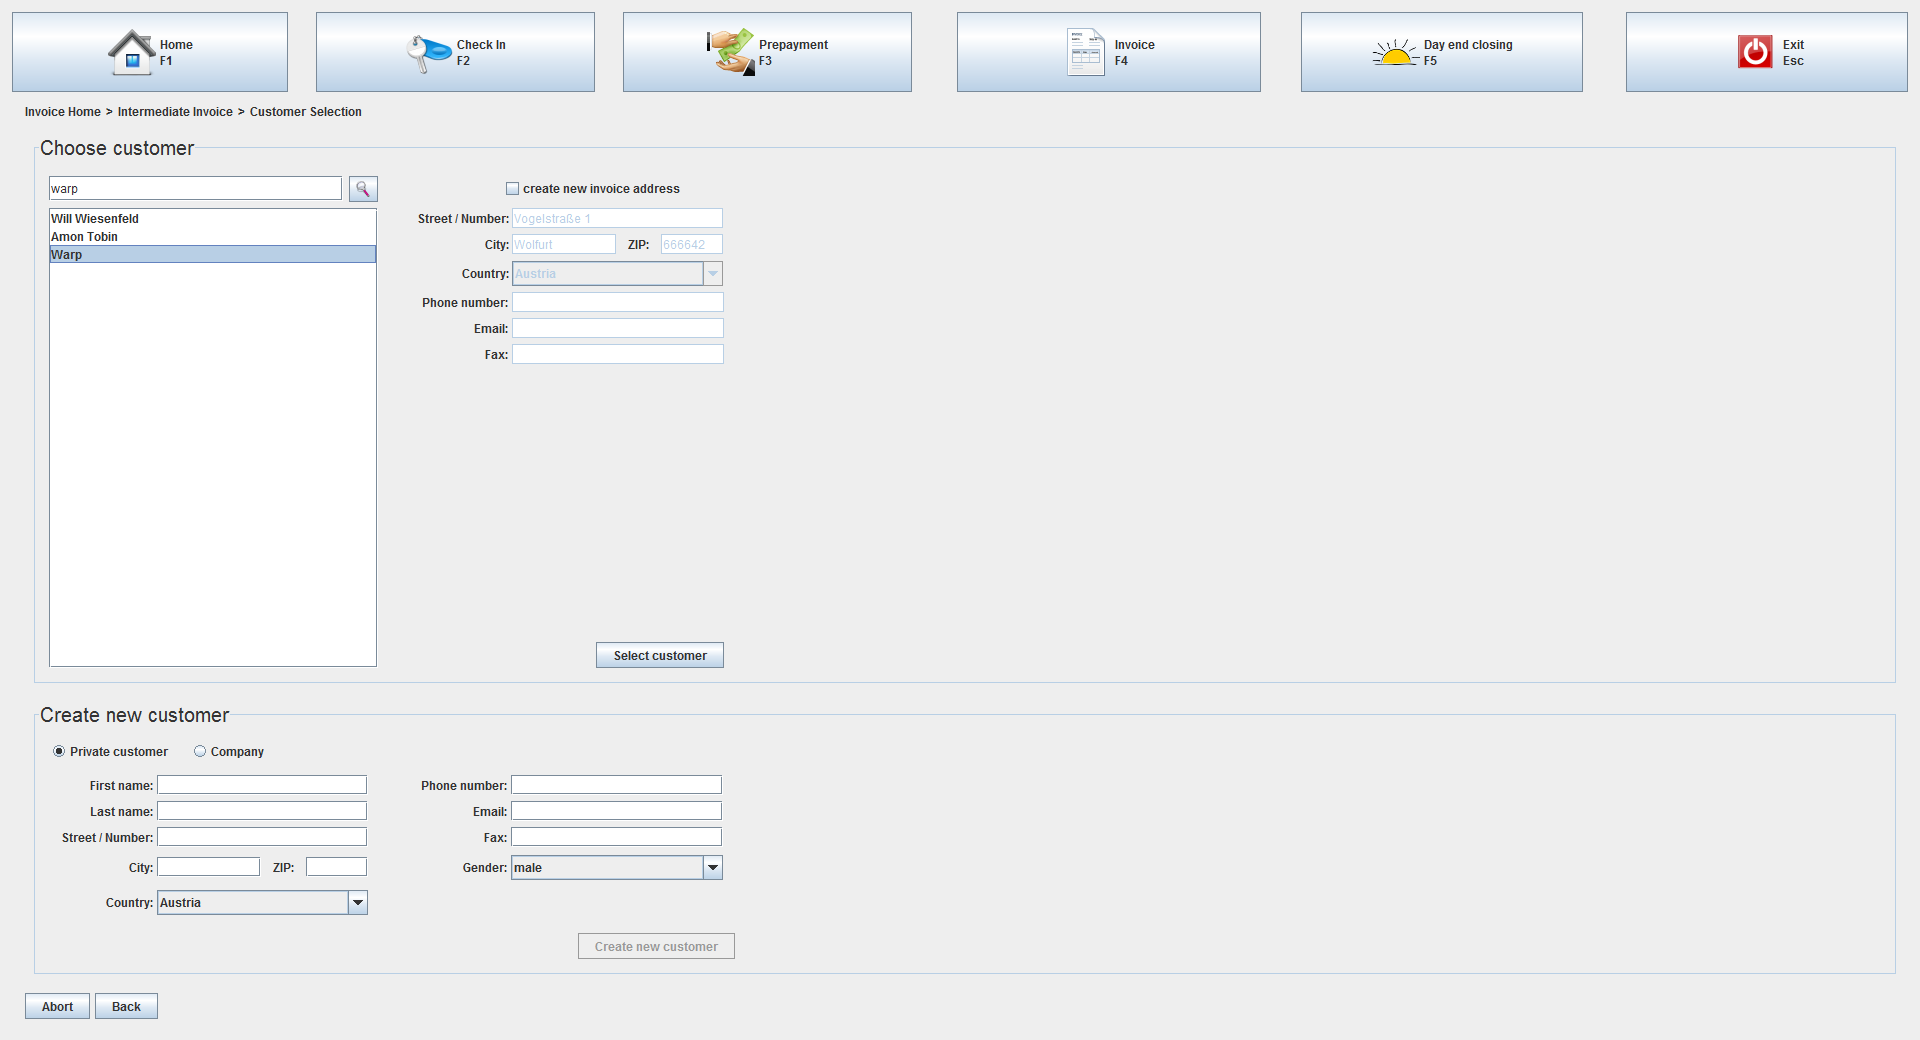 Home
F1
Check In
F2
Prepayment
F3
Invoice
F4
Day end closing
F5
Exit
Esc
Invoice Home > Intermediate Invoice > Customer Selection
Choose customer
warp
Will Wiesenfeld
Amon Tobin
Warp
create new invoice address
Street / Number: Vogelstraße 1
City: Wolfurt ZIP: 666642
Country: Austria
Phone number:
Email:
Fax:
Select customer
Create new customer
Private customer Company
First name:
Last name:
Street / Number:
City: ZIP:
Country: Austria
Phone number:
Email:
Fax:
Gender: male
Create new customer
Abort Back